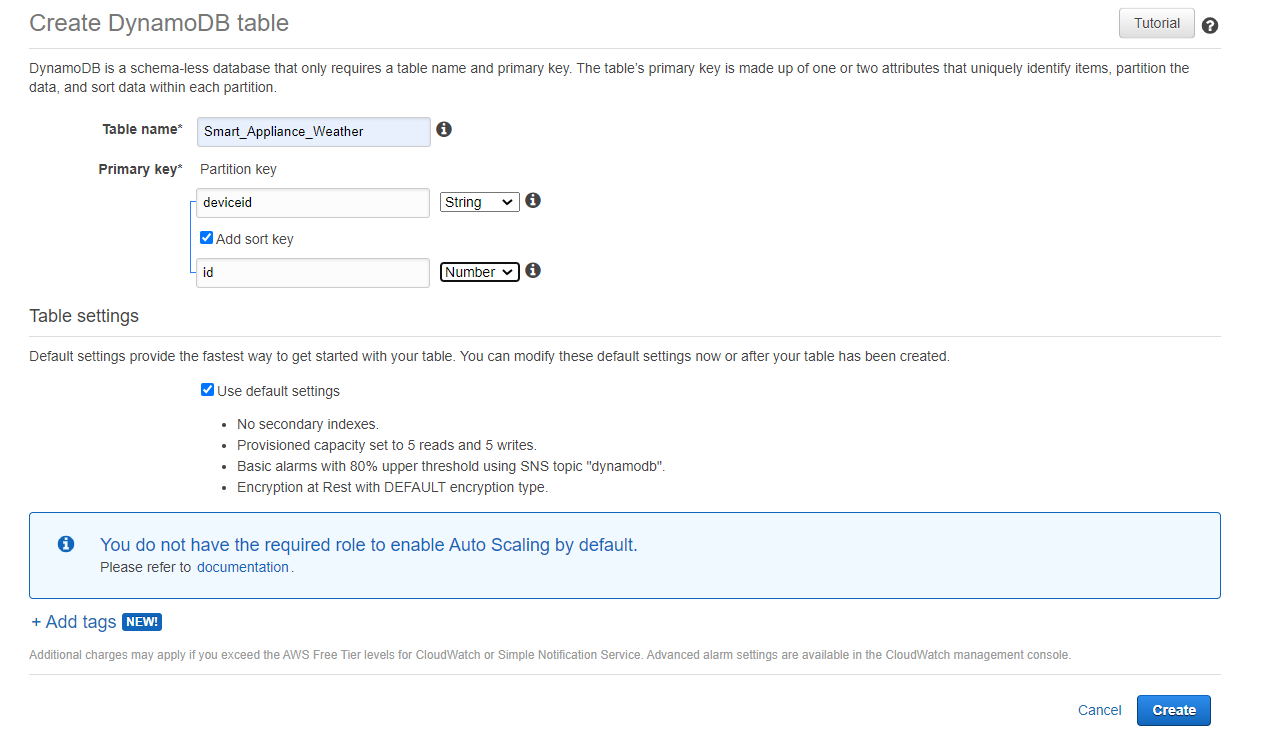 Create DynamoDB table
Tutorial
DynamoDB is a schema-less database that only requires a table name and primary key. The table's primary key is made up of one or two attributes that uniquely identify items, partition the
data, and sort data within each partition.
Table name* Smart_Appliance_Weather
Primary key* Partition key
deviceid String
Add sort key
id Number
Table settings
Default settings provide the fastest way to get started with your table. You can modify these default settings now or after your table has been created.
Use default settings
• No secondary indexes.
• Provisioned capacity set to 5 reads and 5 writes.
• Basic alarms with 80% upper threshold using SNS topic "dynamodb".
• Encryption at Rest with DEFAULT encryption type.
You do not have the required role to enable Auto Scaling by default.
Please refer to documentation.
+ Add tags NEW!
Additional charges may apply if you exceed the AWS Free Tier levels for CloudWatch or Simple Notification Service. Advanced alarm settings are available in the CloudWatch management console.
Cancel Create